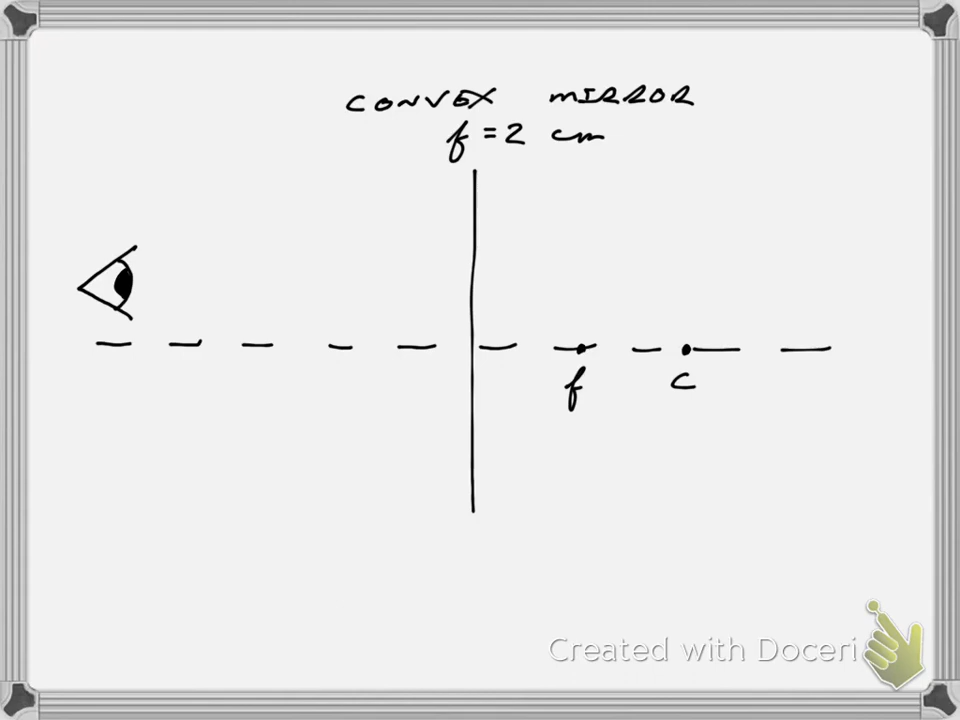 CONVEX MIRROR
f = 2 cm
f
C
Created with Doceri